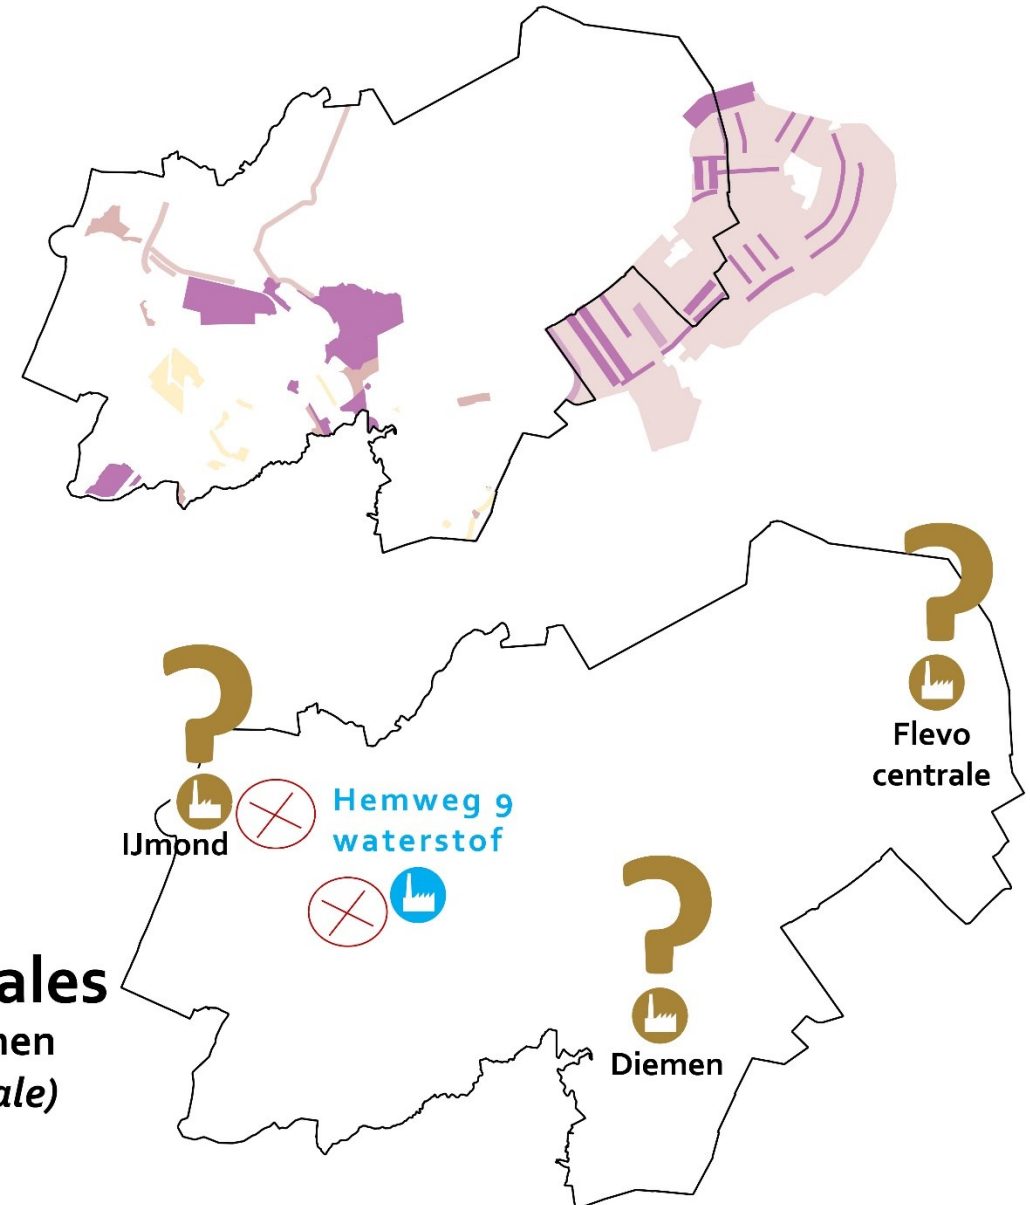 Flevo
centrale
Hemweg 9
waterstof
IJmond
ales
nen
ale)
Diemen